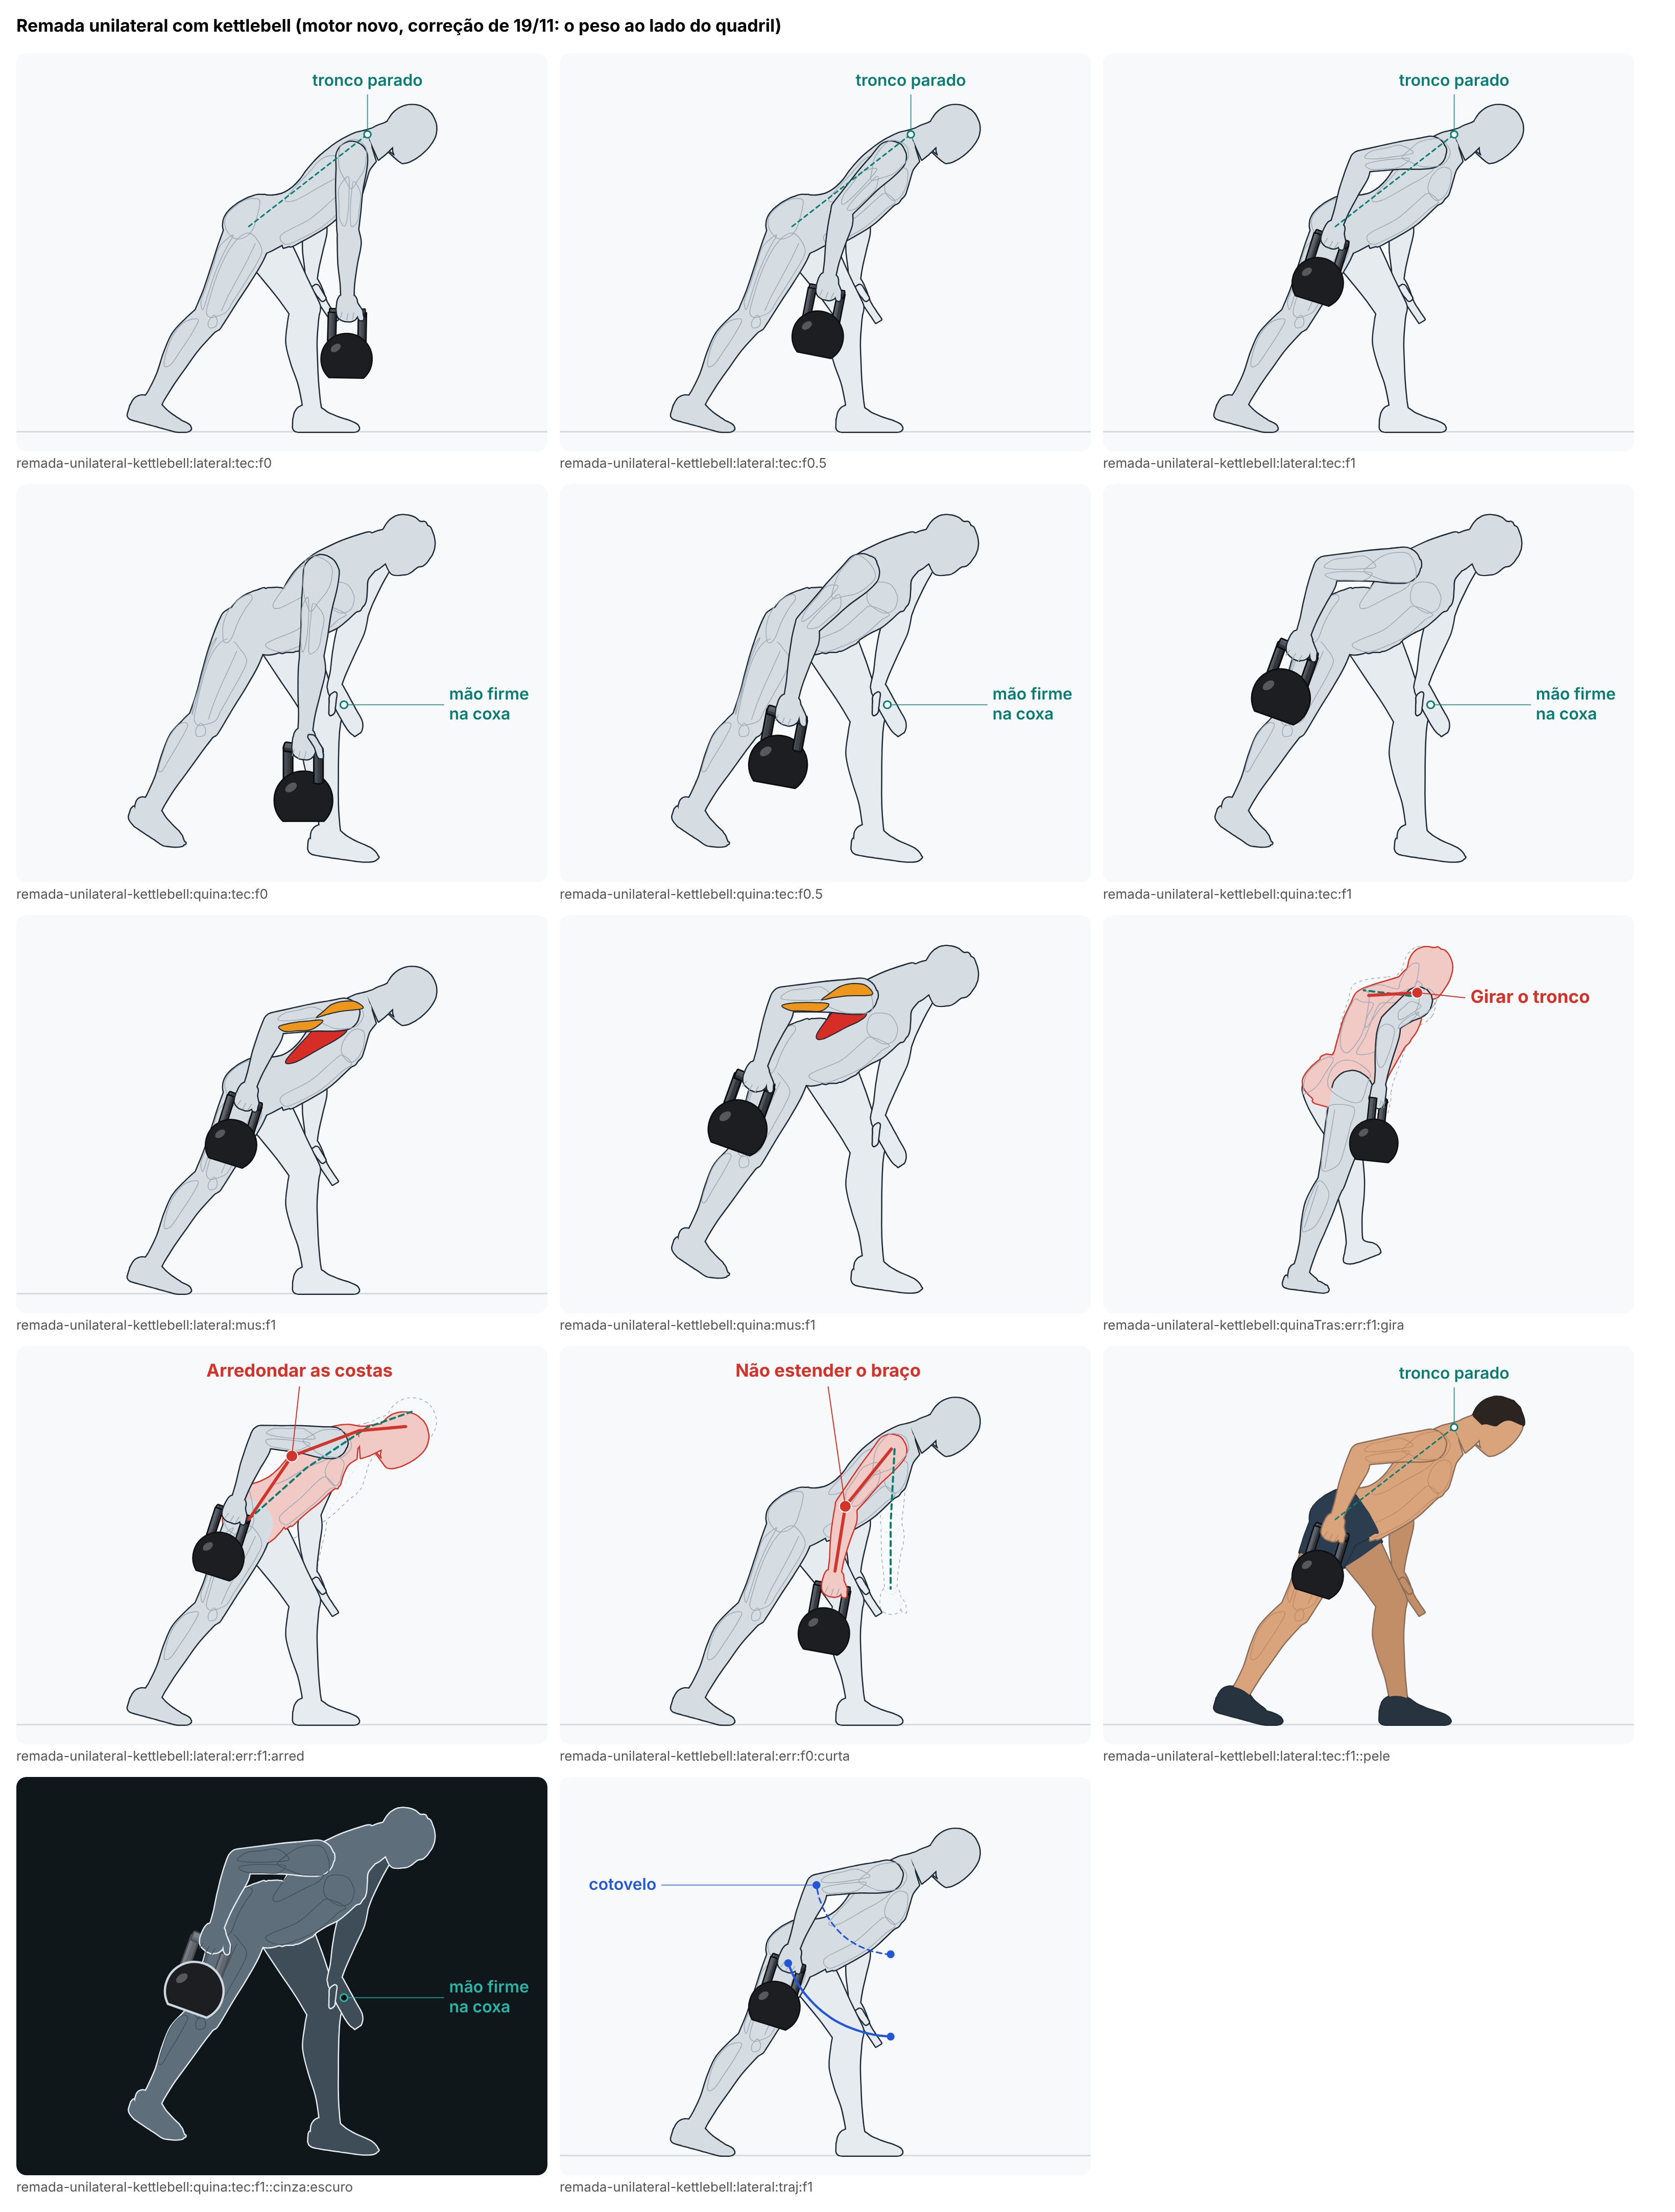 Remada unilateral com kettlebell (motor novo, correção de 19/11: o peso ao lado do quadril)
tronco parado
tronco parado
tronco parado
remada-unilateral-kettlebell:lateral:tec:f0
remada-unilateral-kettlebell:lateral:tec:f0.5
remada-unilateral-kettlebell:lateral:tec:f1
mão firme
na coxa
mão firme
na coxa
mão firme
na coxa
remada-unilateral-kettlebell:quina:tec:f0
remada-unilateral-kettlebell:quina:tec:f0.5
remada-unilateral-kettlebell:quina:tec:f1
Girar o tronco
remada-unilateral-kettlebell:lateral:mus:f1
remada-unilateral-kettlebell:quina:mus:f1
remada-unilateral-kettlebell:quinaTras:err:f1:gira
Arredondar as costas
Não estender o braço
tronco parado
remada-unilateral-kettlebell:lateral:err:f1:arred
remada-unilateral-kettlebell:lateral:err:f0:curta
remada-unilateral-kettlebell:lateral:tec:f1::pele
mão firme
na coxa
cotovelo
remada-unilateral-kettlebell:quina:tec:f1::cinza:escuro
remada-unilateral-kettlebell:lateral:traj:f1